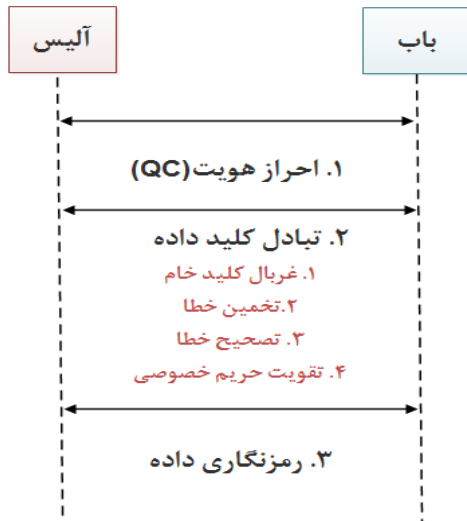 آلیس
باب
۱. احراز هویت(QC)
۲. تبادل کلید داده
۱. غربال کلید خام
۲.تخمین خطا
۳. تصحیح خطا
۴. تقویت حریم خصوصی
۳. رمزنگاری داده